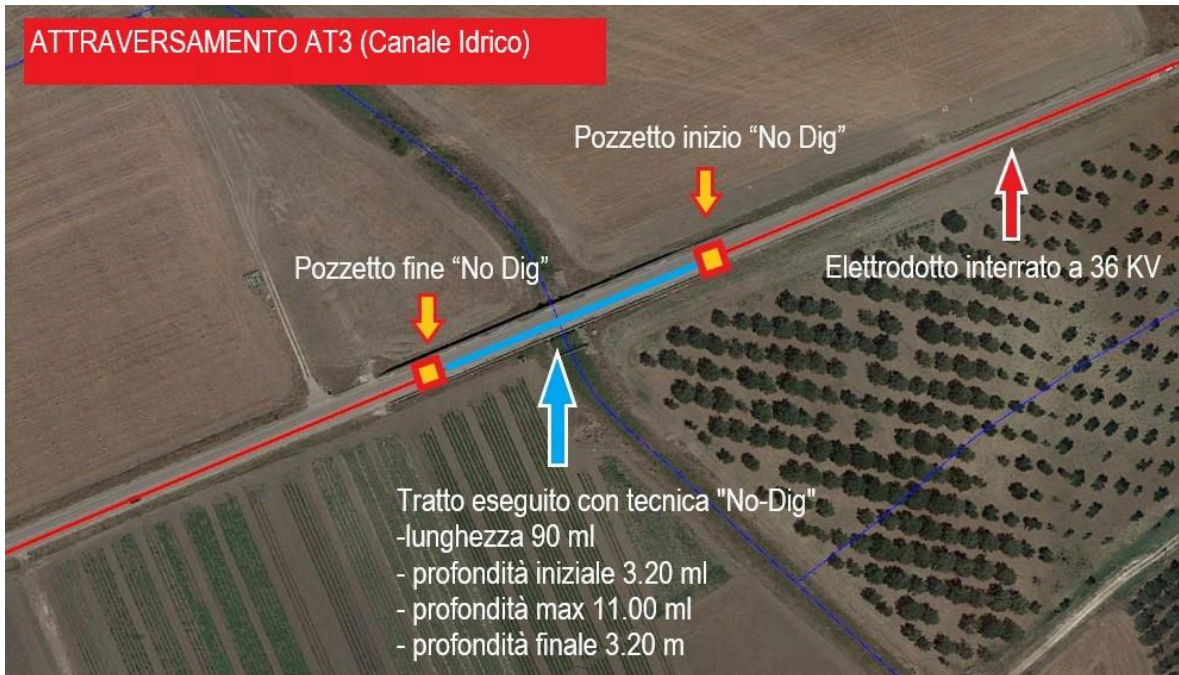 ATTRAVERSAMENTO AT3 (Canale Idrico)
Pozzetto inizio “No Dig”
Pozzetto fine “No Dig”
Elettrodotto interrato a 36 KV
Tratto eseguito con tecnica "No-Dig"
-lunghezza 90 ml
- profondità iniziale 3.20 ml
- profondità max 11.00 ml
- profondità finale 3.20 m